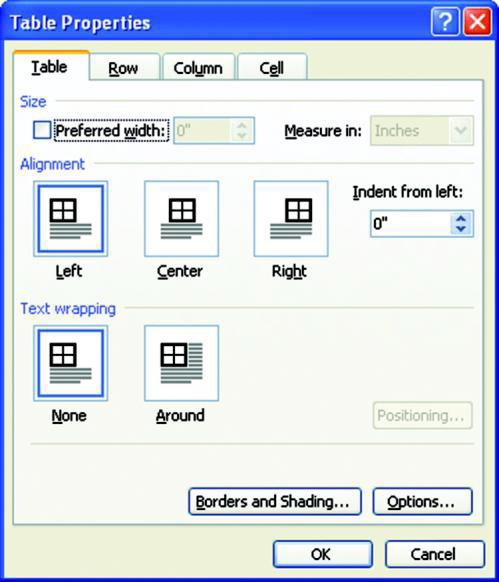 Table Properties ?
Table Row Column Cell
Size
Preferred width: 0" Measure in: Inches
Alignment
Indent from left:
0"
Left Center Right
Text wrapping
None Around Positioning...
Borders and Shading... Options...
OK Cancel